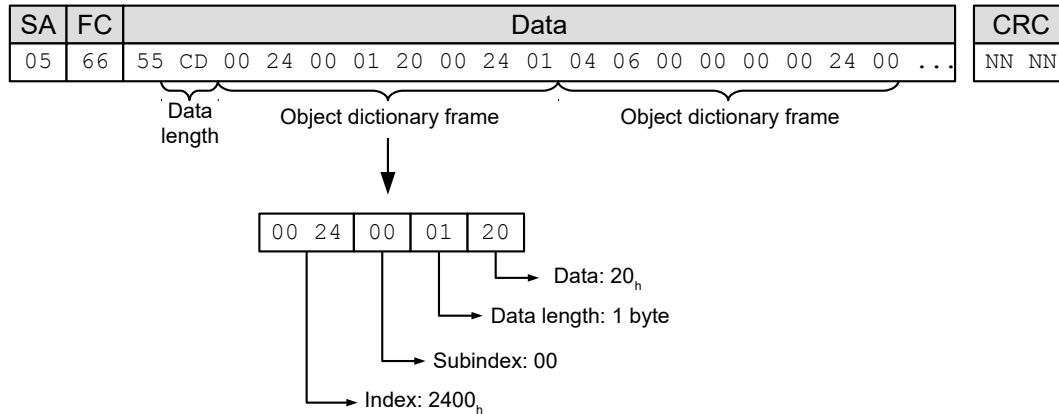 SA FC Data CRC
05 66 55 CD 00 24 00 01 20 00 24 01 04 06 00 00 00 00 24 00 ... NN NN
Data
length
Object dictionary frame
Object dictionary frame
00 24 00 01 20
Data: 20h
Data length: 1 byte
Subindex: 00
Index: 2400h